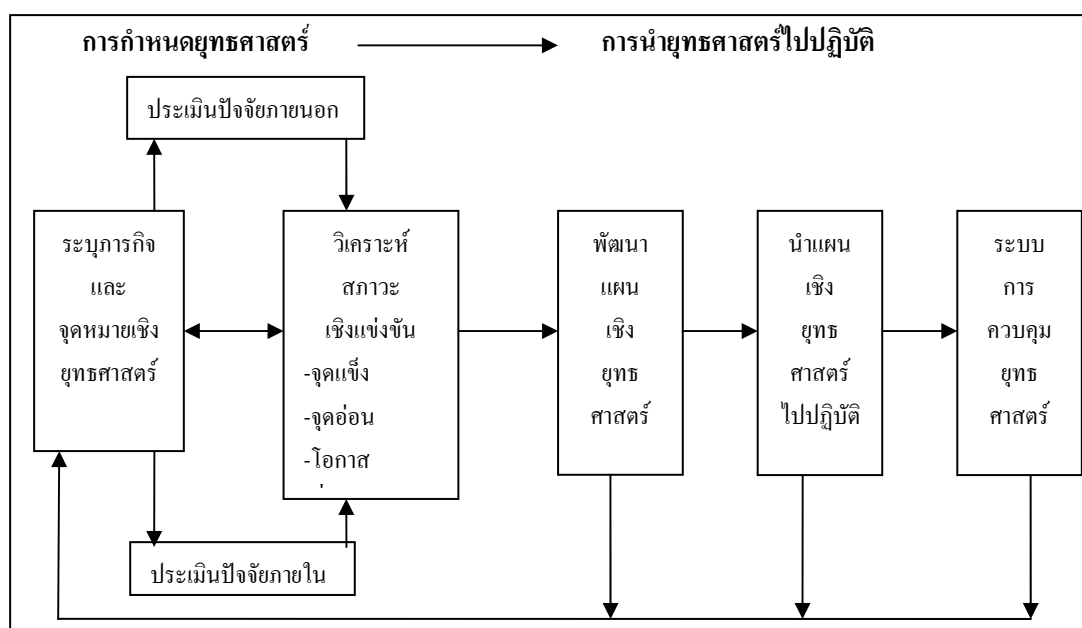 การกำหนดยุทธศาสตร์
การนำยุทธศาสตร์ไปปฏิบัติ
ประเมินปัจจัยภายนอก
ระบุภารกิจ
และ
จุดหมายเชิง
ยุทธศาสตร์
วิเคราะห์
สภาวะ
เชิงแข่งขัน
-จุดแข็ง
-จุดอ่อน
-โอกาส
พัฒนา
แผน
เชิง
ยุทธ
ศาสตร์
นำแผน
เชิง
ยุทธ
ศาสตร์
ไปปฏิบัติ
ระบบ
การ
ควบคุม
ยุทธ
ศาสตร์
ประเมินปัจจัยภายใน